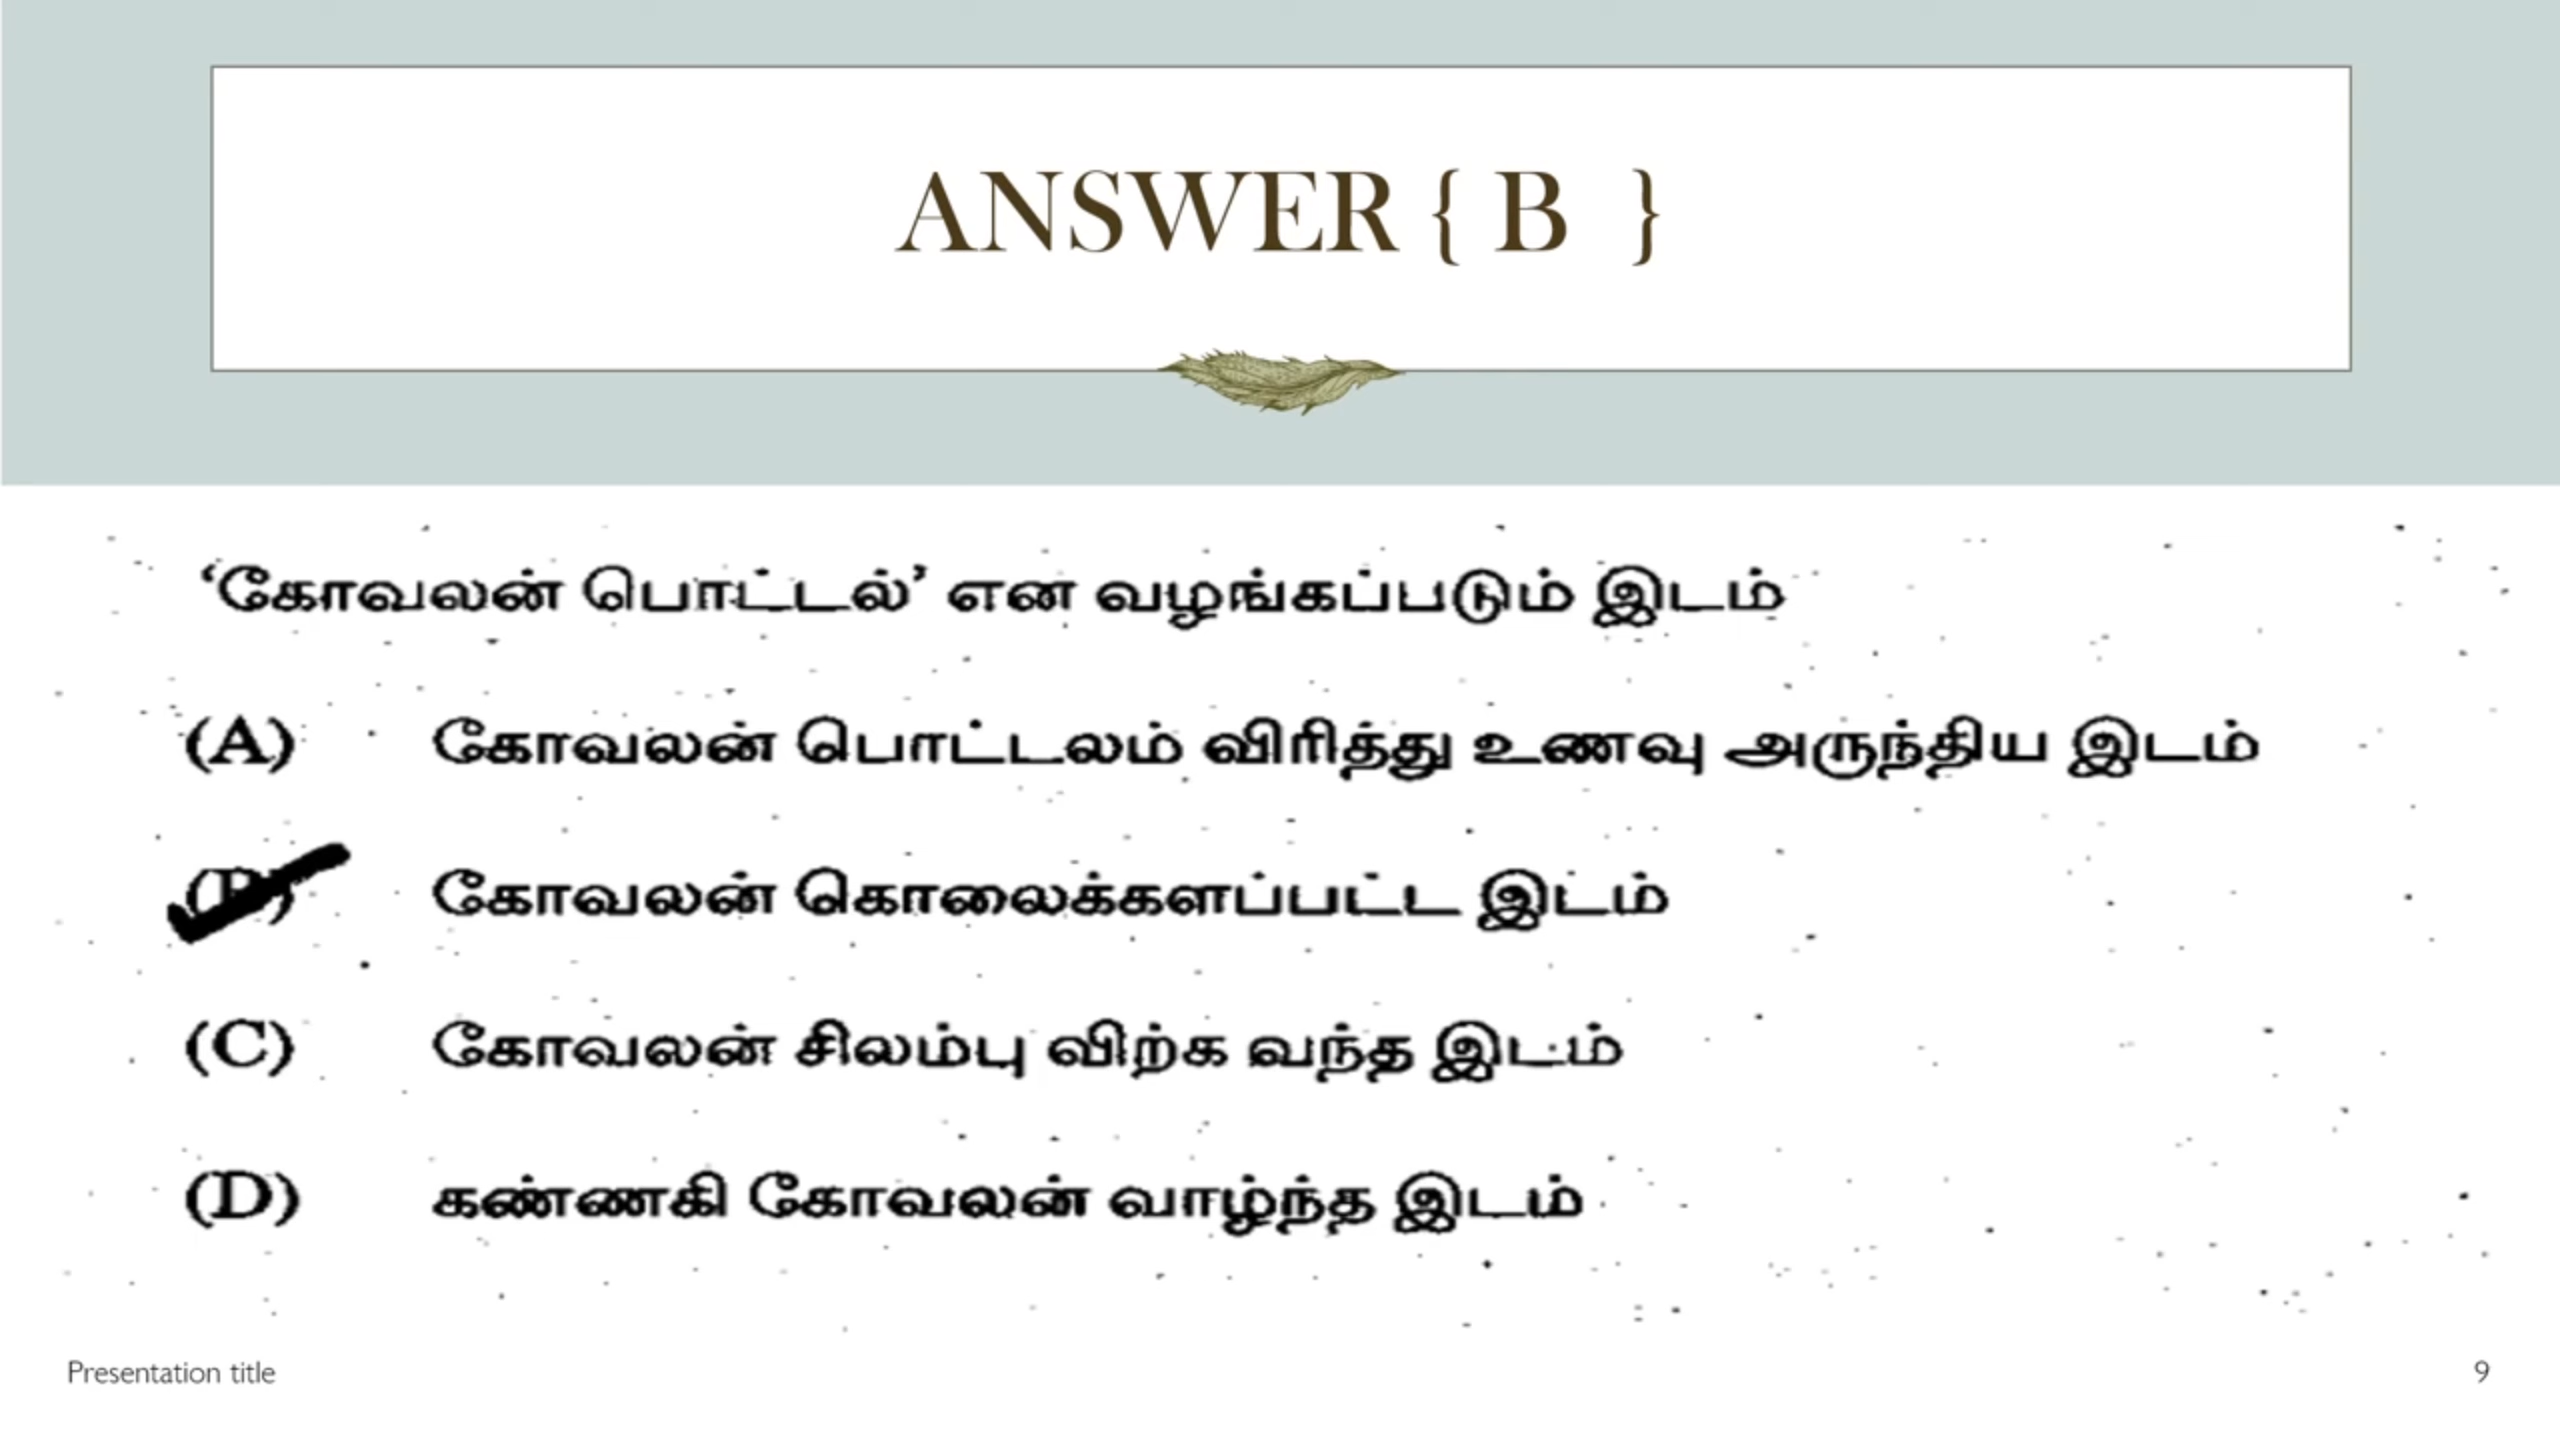 ANSWER { B }
‘கோவலன் பொட்டல்’ என வழங்கப்படும் இடம்
(A) கோவலன் பொட்டலம் விரித்து உணவு அருந்திய இடம்
(B) கோவலன் கொலைக்களப்பட்ட இடம்
(C) கோவலன் சிலம்பு விற்க வந்த இடம்
(D) கண்ணகி கோவலன் வாழ்ந்த இடம்
Presentation title
9